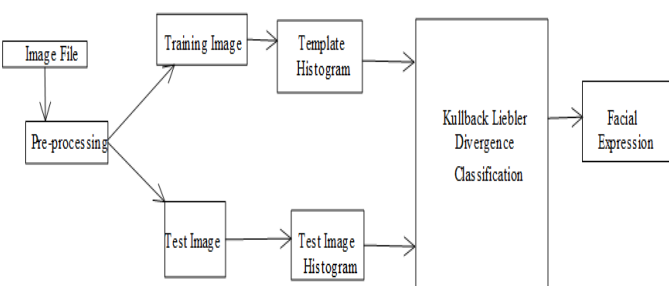 Image File
Pre-processing
Training Image
Template
Histogram
Test Image
Test Image
Histogram
Kullback Liebler
Divergence
Classification
Facial
Expression